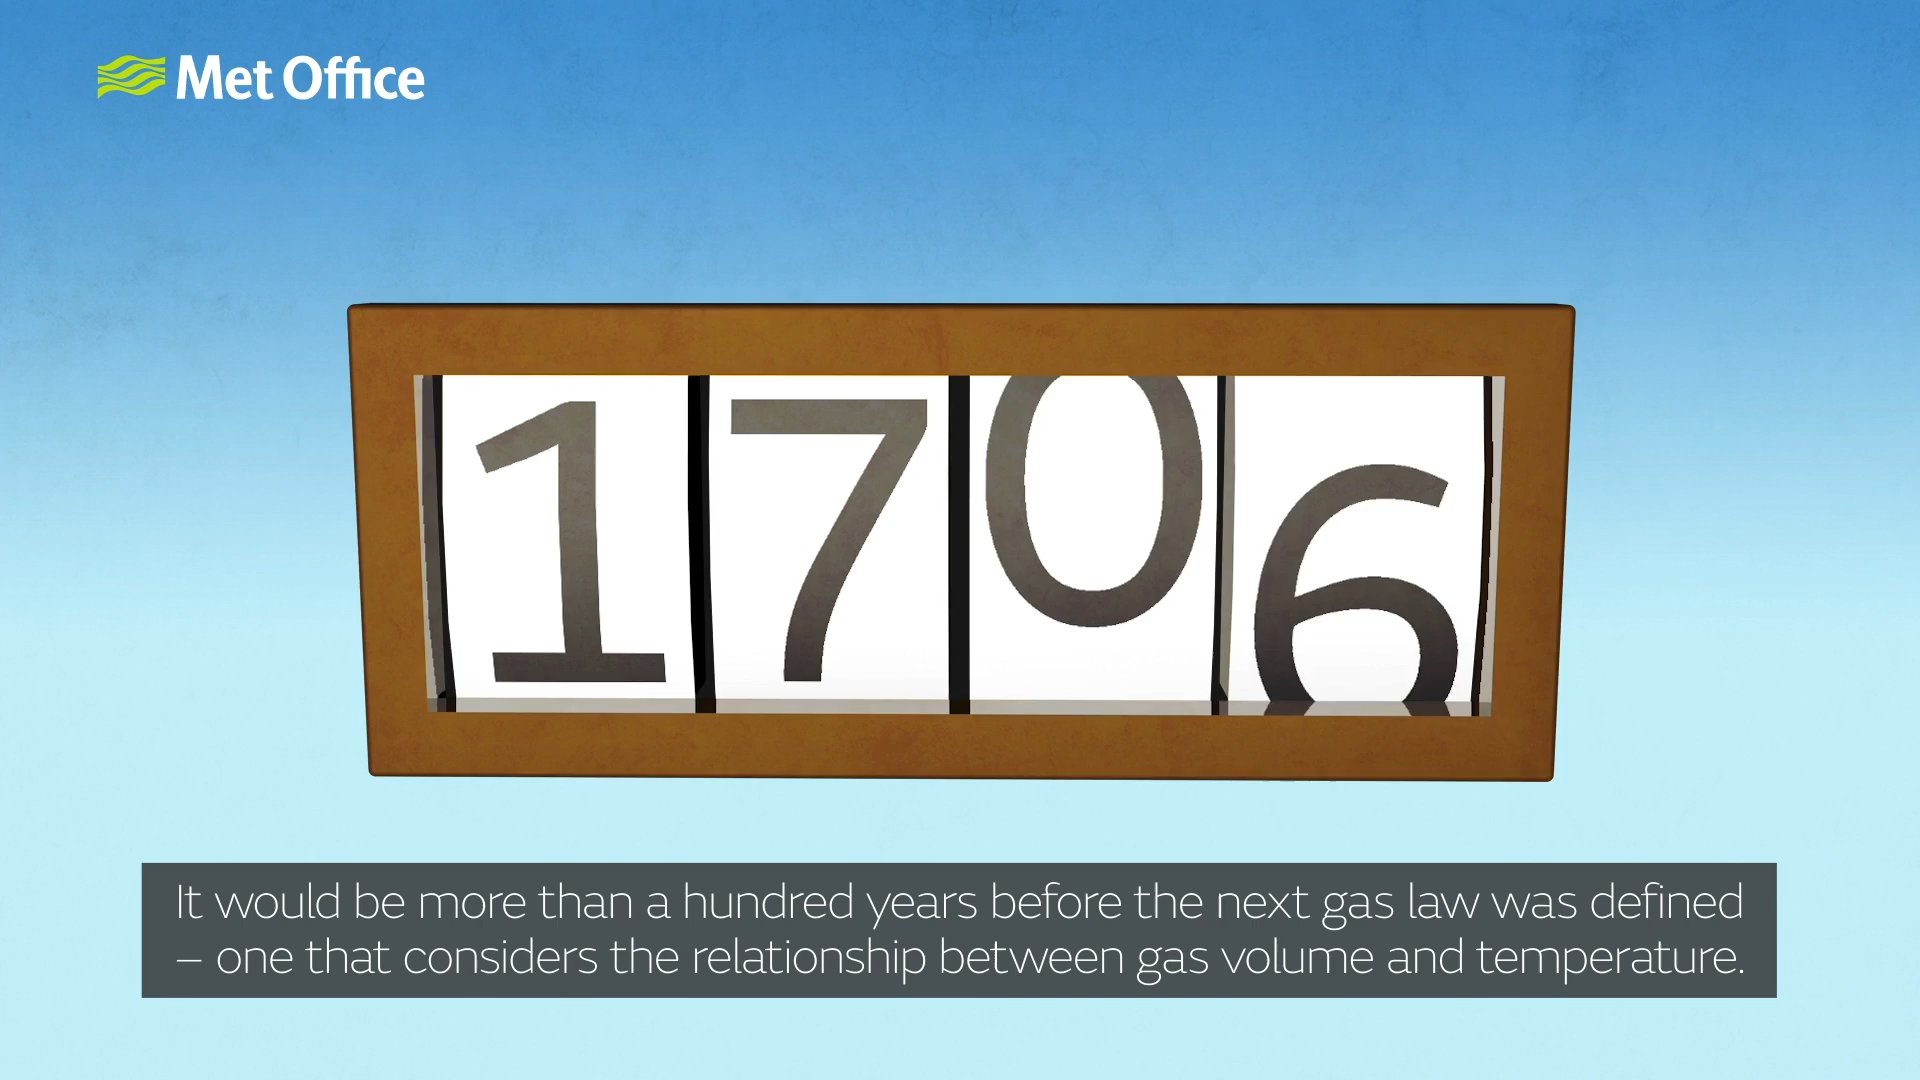 Met Office
1706
It would be more than a hundred years before the next gas law was defined
– one that considers the relationship between gas volume and temperature.